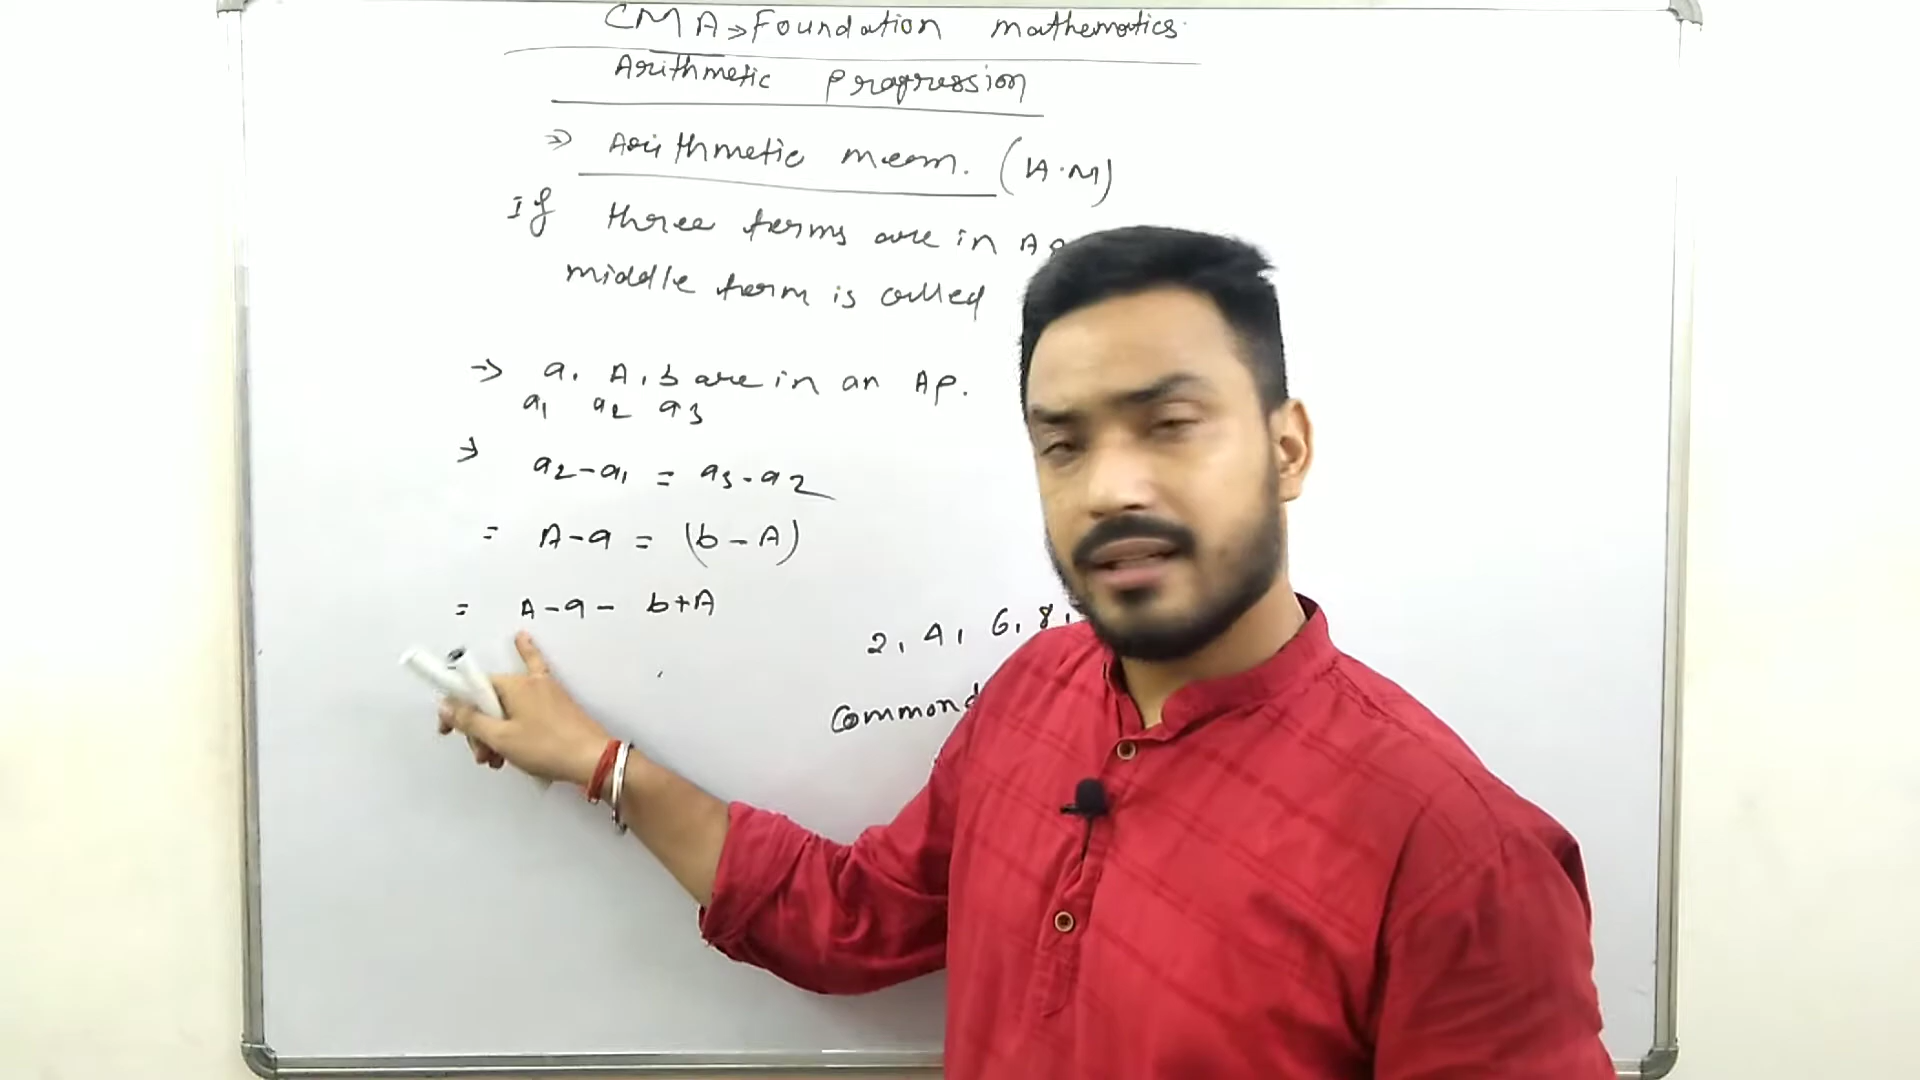 CMA => Foundation mathematics
Arithmetic progression
=> Arithmetic mean. (A.M)
If three terms are in AP
middle term is called
-> a, A, b are in an AP.
a1 a2 a3
=> a2-a1 = a3-a2
= A-a = (b-A)
= A-a- b+A
2, 4, 6, 8,
Common d